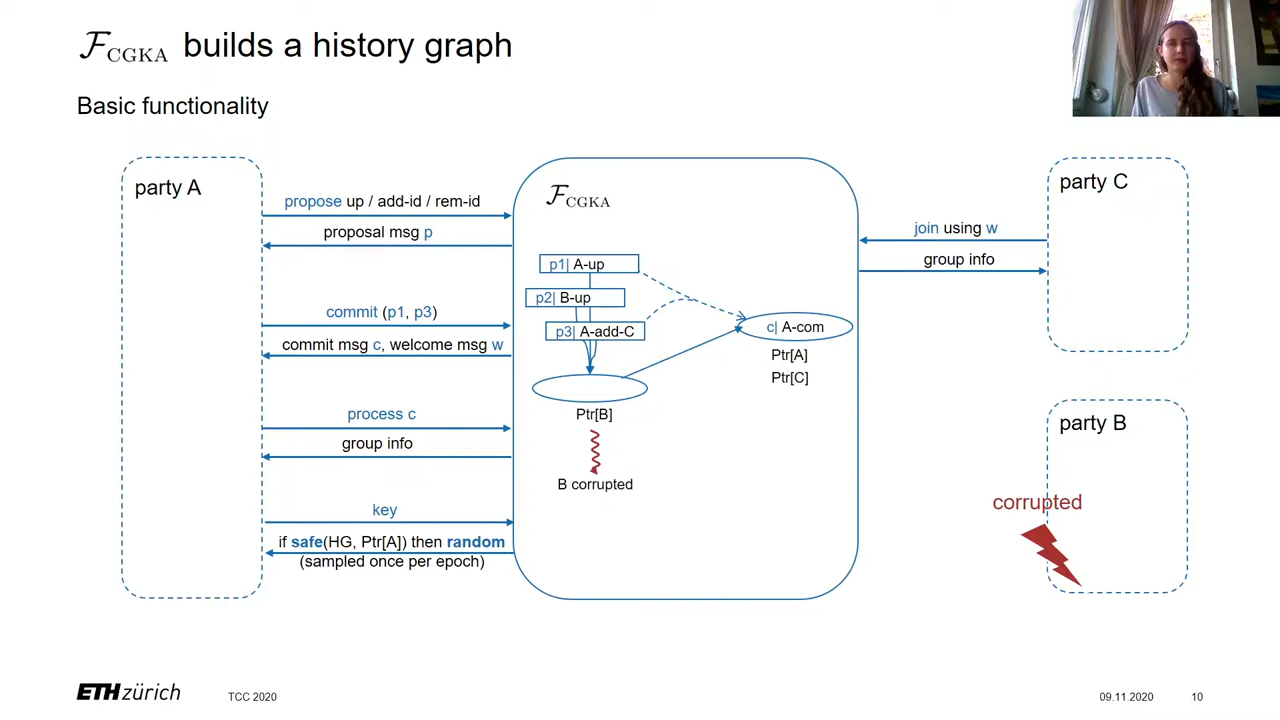 F_CGKA builds a history graph
Basic functionality
party A
propose up / add-id / rem-id
proposal msg p
commit (p1, p3)
commit msg c, welcome msg w
process c
group info
key
if safe(HG, Ptr[A]) then random
(sampled once per epoch)
F_CGKA
p1| A-up
p2| B-up
p3| A-add-C
c| A-com
Ptr[A]
Ptr[C]
Ptr[B]
B corrupted
join using w
group info
party C
party B
corrupted
ETH zürich
TCC 2020
09.11.2020
10